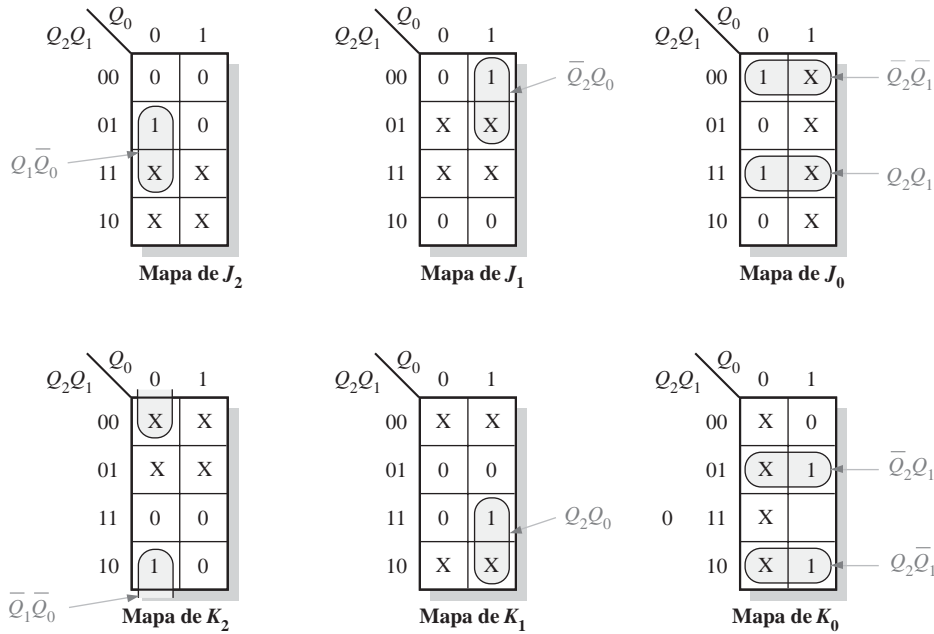 Q₀ Q₀ Q₀
Q₂Q₁ 0 1 Q₂Q₁ 0 1 Q₂Q₁ 0 1
00 0 0 00 0 1 Q̅₂Q₀ 00 1 X Q̅₂Q̅₁
01 1 0 01 X X 01 0 X
Q₁Q̅₀ 11 X X 11 X X 11 1 X Q₂Q₁
10 X X 10 0 0 10 0 X
Mapa de J₂ Mapa de J₁ Mapa de J₀
Q₀ Q₀ Q₀
Q₂Q₁ 0 1 Q₂Q₁ 0 1 Q₂Q₁ 0 1
00 X X 00 X X 00 X 0
01 X X 01 0 0 01 X 1 Q̅₂Q₁
11 0 0 11 0 1 Q₂Q₀ 0 11 X
10 1 0 10 X X 10 X 1 Q₂Q̅₁
Q̅₁Q̅₀
Mapa de K₂ Mapa de K₁ Mapa de K₀